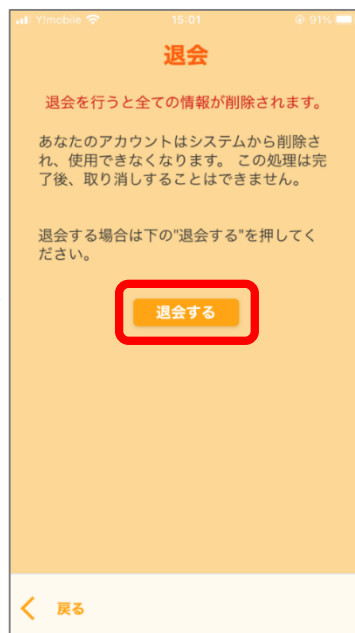 Y!mobile 15:01 91%
退会
退会を行うと全ての情報が削除されます。
あなたのアカウントはシステムから削除さ
れ、使用できなくなります。 この処理は完
了後、取り消しすることはできません。
退会する場合は下の"退会する"を押してく
ださい。
退会する
戻る